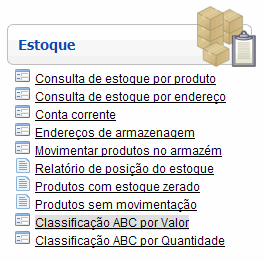 Estoque
Consulta de estoque por produto
Consulta de estoque por endereço
Conta corrente
Endereços de armazenagem
Movimentar produtos no armazém
Relatório de posição do estoque
Produtos com estoque zerado
Produtos sem movimentação
Classificação ABC por Valor
Classificação ABC por Quantidade